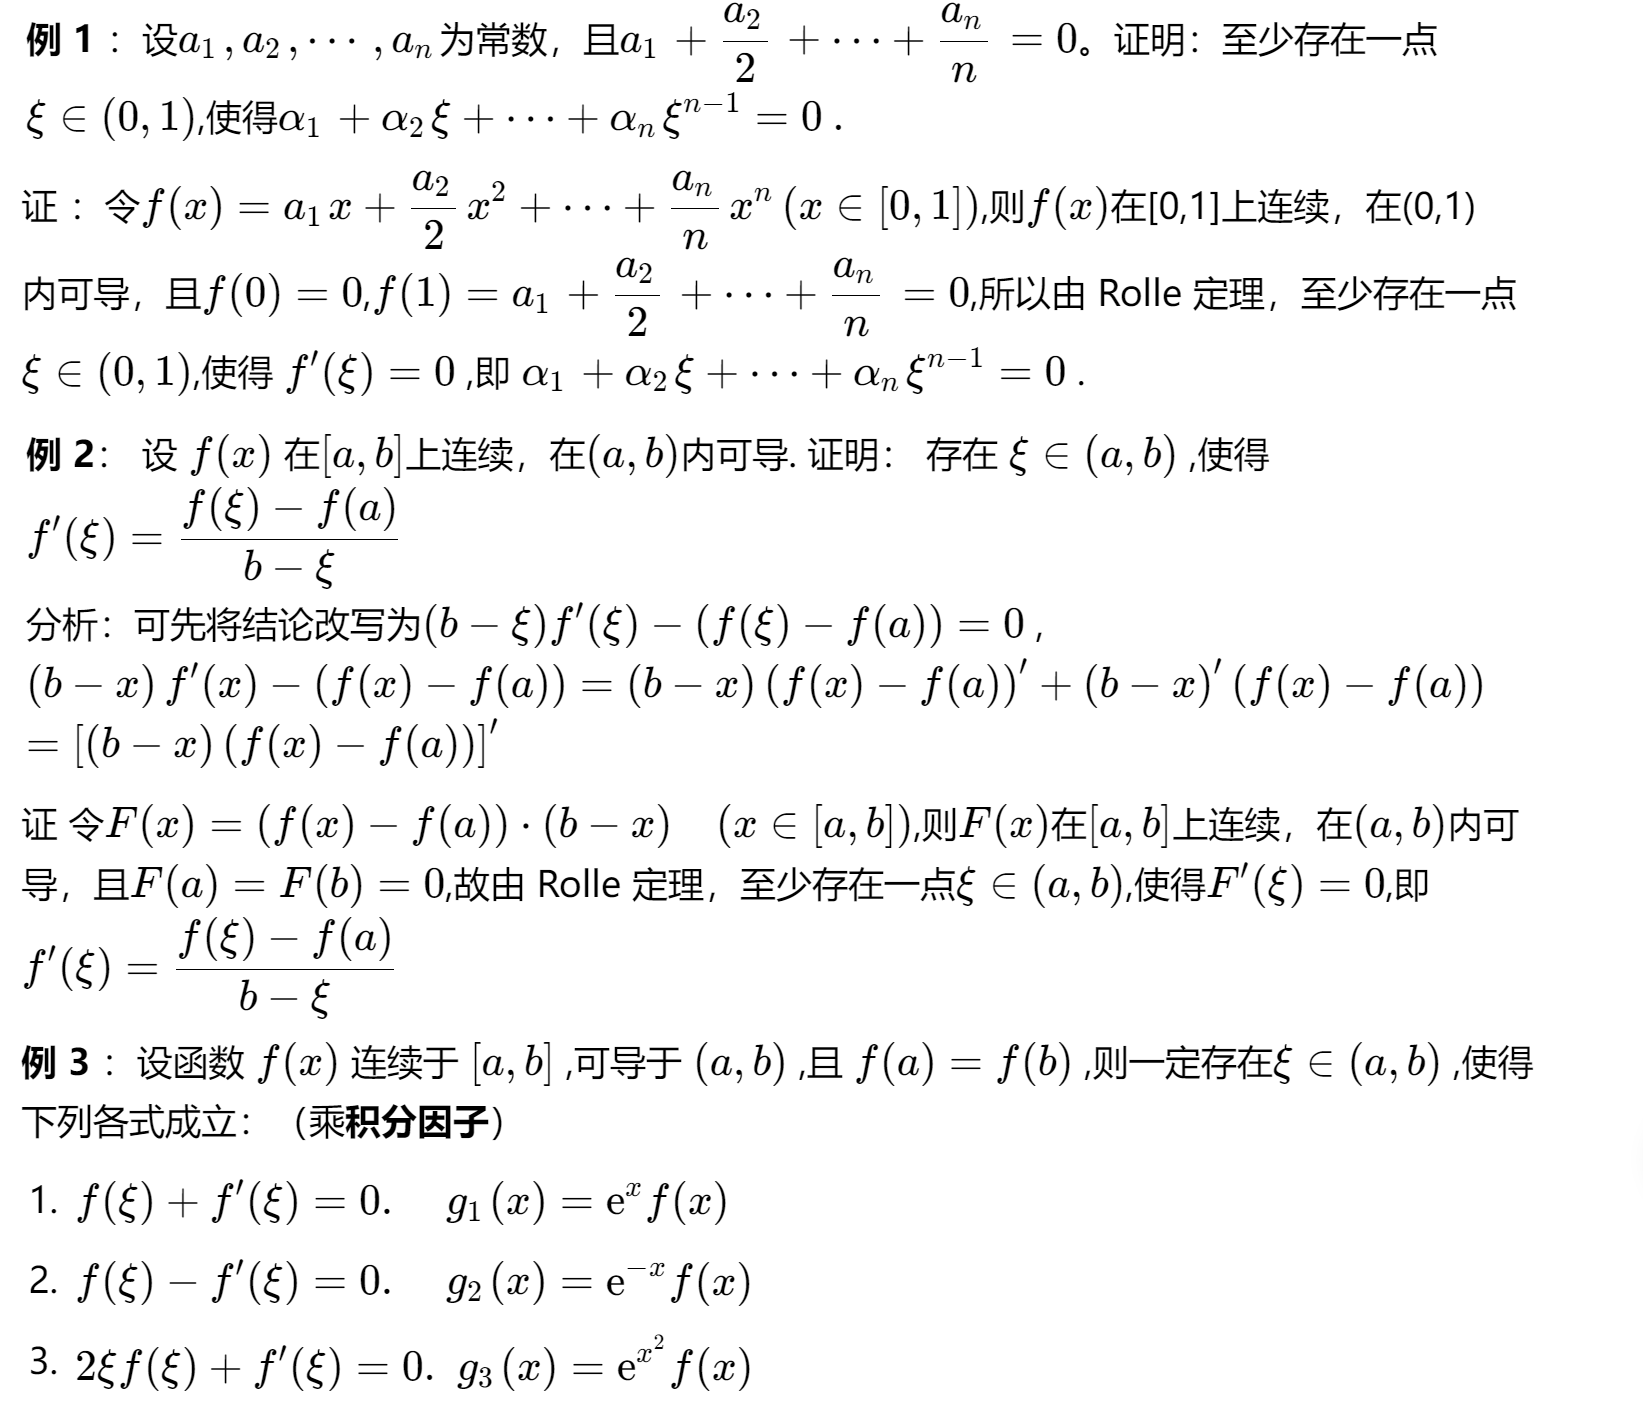 例 1 ：设$a_1,a_2,\cdots,a_n$为常数，且$a_1+\dfrac{a_2}{2}+\cdots+\dfrac{a_n}{n}=0$。证明：至少存在一点
$\xi\in(0,1)$,使得$\alpha_1+\alpha_2\xi+\cdots+\alpha_n\xi^{n-1}=0$ .
证 ：令$f(x)=a_1x+\dfrac{a_2}{2}x^2+\cdots+\dfrac{a_n}{n}x^n\,(x\in[0,1])$,则$f(x)$在[0,1]上连续，在(0,1)
内可导，且$f(0)=0$,$f(1)=a_1+\dfrac{a_2}{2}+\cdots+\dfrac{a_n}{n}=0$,所以由 Rolle 定理，至少存在一点
$\xi\in(0,1)$,使得 $f'(\xi)=0$ ,即 $\alpha_1+\alpha_2\xi+\cdots+\alpha_n\xi^{n-1}=0$ .
例 2： 设 $f(x)$ 在$[a,b]$上连续，在$(a,b)$内可导. 证明： 存在 $\xi\in(a,b)$ ,使得
$f'(\xi)=\dfrac{f(\xi)-f(a)}{b-\xi}$
分析：可先将结论改写为$(b-\xi)f'(\xi)-(f(\xi)-f(a))=0$ ,
$(b-x)f'(x)-(f(x)-f(a))=(b-x)(f(x)-f(a))'+(b-x)'(f(x)-f(a))$
$=[(b-x)(f(x)-f(a))]'$
证 令$F(x)=(f(x)-f(a))\cdot(b-x)\quad(x\in[a,b])$,则$F(x)$在$[a,b]$上连续，在$(a,b)$内可
导，且$F(a)=F(b)=0$,故由 Rolle 定理，至少存在一点$\xi\in(a,b)$,使得$F'(\xi)=0$,即
$f'(\xi)=\dfrac{f(\xi)-f(a)}{b-\xi}$
例 3 ：设函数 $f(x)$ 连续于 $[a,b]$ ,可导于 $(a,b)$ ,且 $f(a)=f(b)$ ,则一定存在$\xi\in(a,b)$ ,使得
下列各式成立： （乘积分因子）
1. $f(\xi)+f'(\xi)=0.\quad g_1(x)=\mathrm{e}^x f(x)$
2. $f(\xi)-f'(\xi)=0.\quad g_2(x)=\mathrm{e}^{-x}f(x)$
3. $2\xi f(\xi)+f'(\xi)=0.\ g_3(x)=\mathrm{e}^{x^2}f(x)$